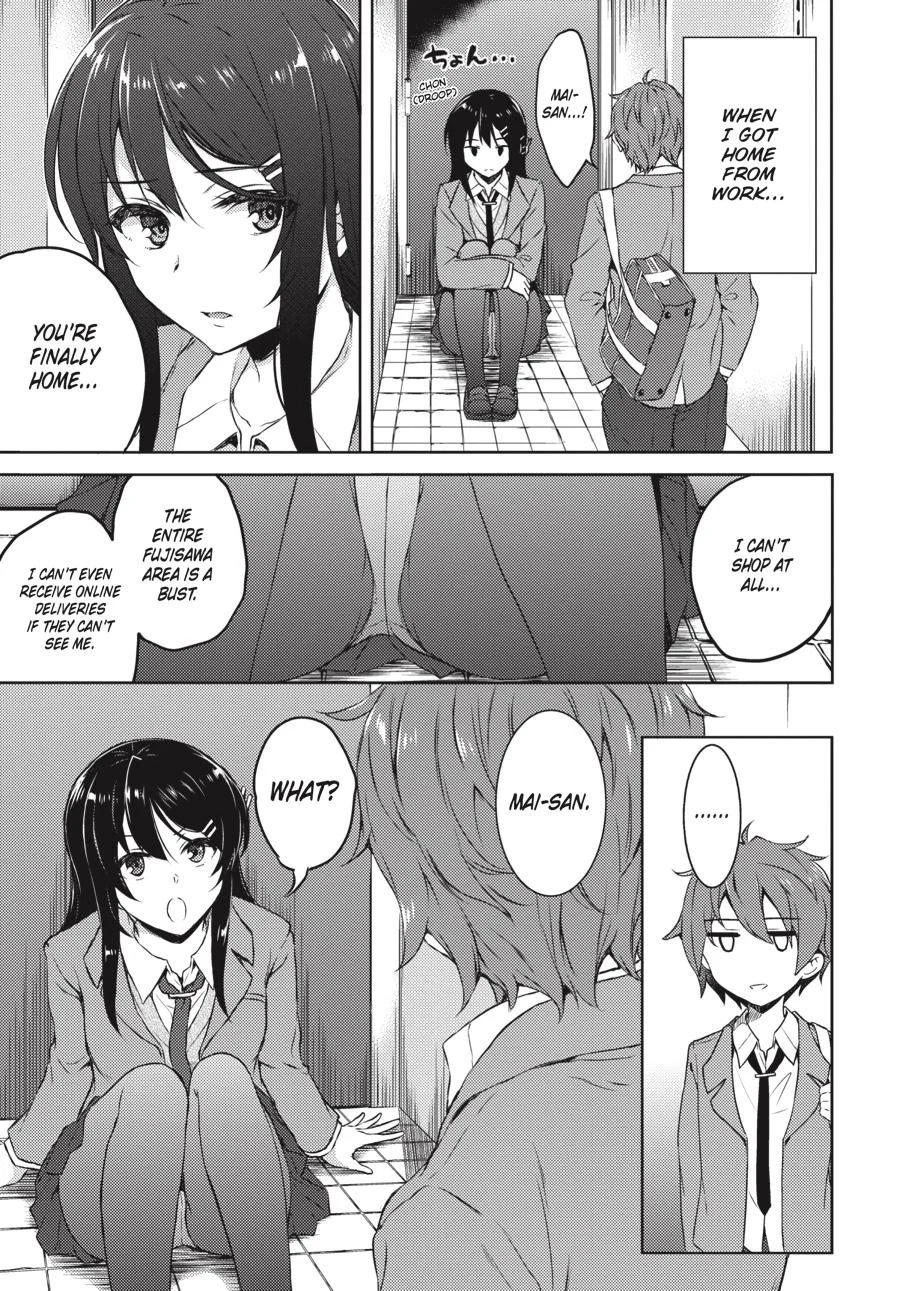 WHEN
I GOT
HOME
FROM
WORK...
MAI-
SAN...!
ちょん...
CHON
(DROOP)
YOU'RE
FINALLY
HOME...
I CAN'T
SHOP AT
ALL...
THE
ENTIRE
FUJISAWA
AREA IS A
BUST.
I CAN'T EVEN
RECEIVE ONLINE
DELIVERIES
IF THEY CAN'T
SEE ME.
......
MAI-SAN.
WHAT?